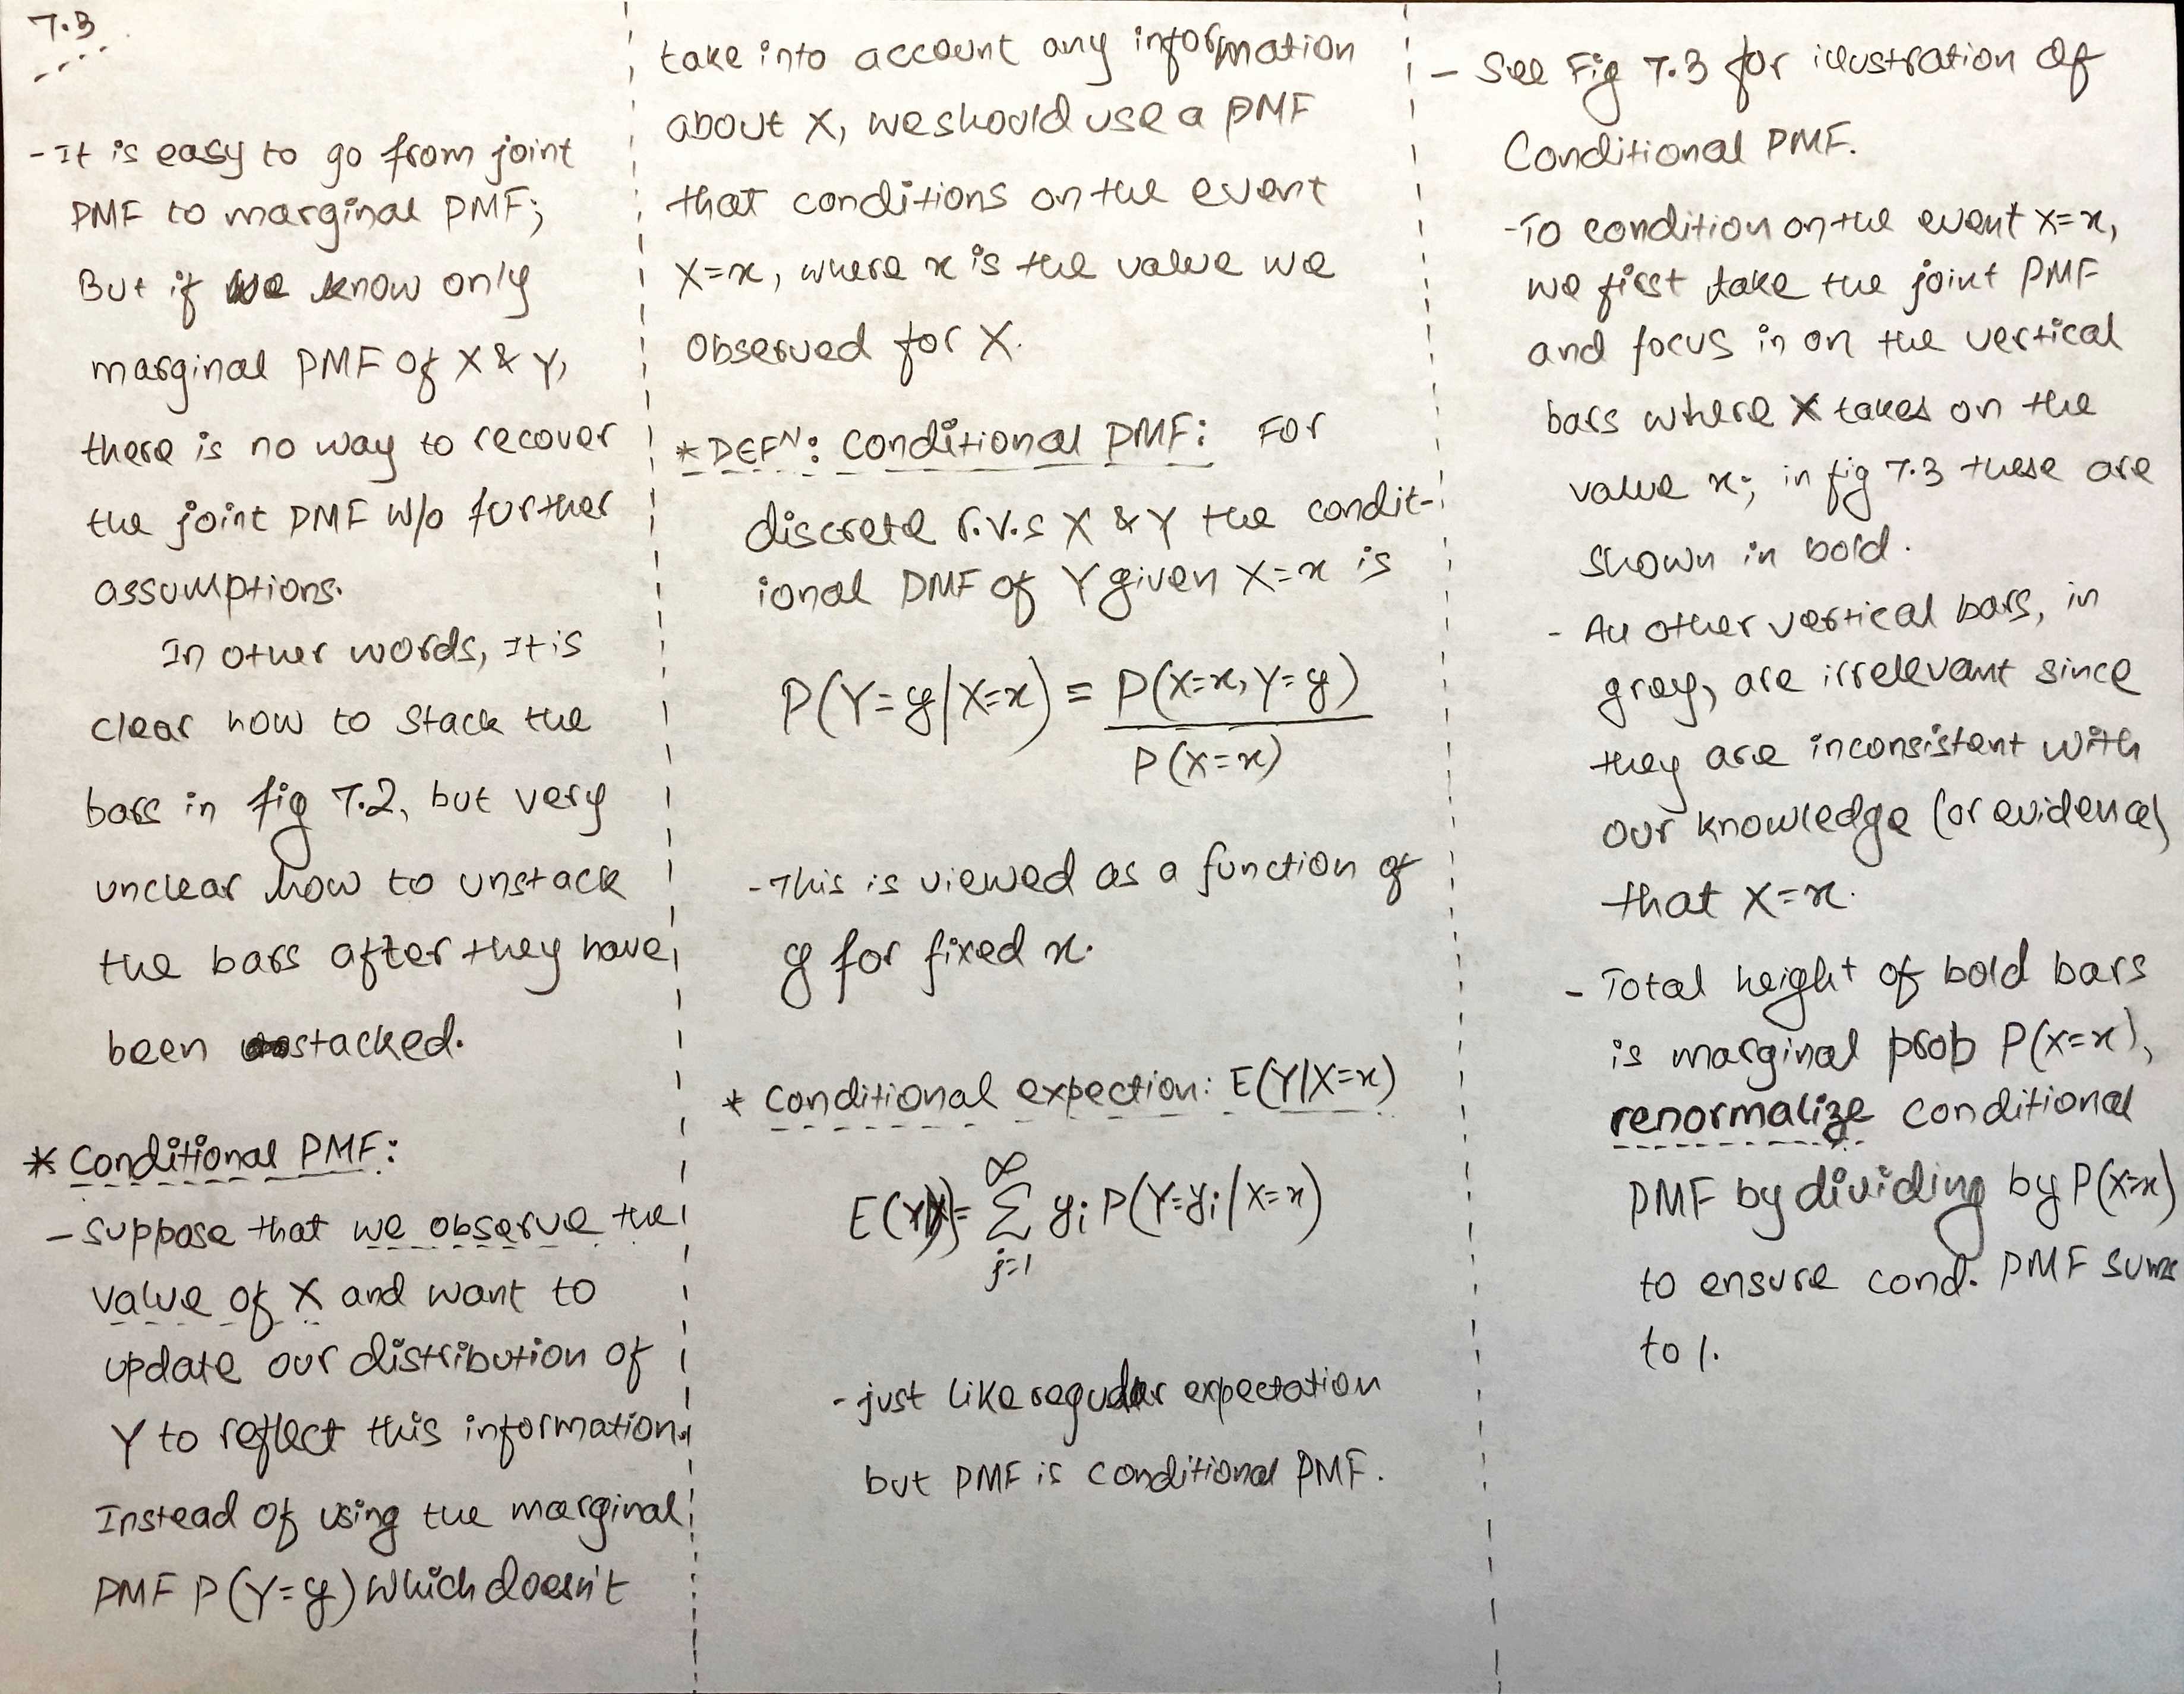 7.3
- It is easy to go from joint
PMF to marginal PMF;
But if we know only
marginal PMF of X & Y,
there is no way to recover
the joint PMF w/o further
assumptions.
In other words, It is
clear how to stack the
bars in fig 7.2, but very
unclear how to unstack
the bars after they have
been stacked.
* Conditional PMF:
- Suppose that we observe the
value of X and want to
update our distribution of
Y to reflect this information.
Instead of using the marginal
PMF P(Y=y) which doesn't
take into account any information
about X, we should use a PMF
that conditions on the event
X=x, where x is the value we
observed for X.
* DEFN: Conditional PMF: For
discrete r.v.s X & Y the condit-
ional PMF of Y given X=x is
P(Y=y|X=x) = P(X=x, Y=y)
P(X=x)
- This is viewed as a function of
y for fixed x.
* Conditional expection: E(Y|X=x)
E(Y|X)= ∞ Σ j=1 yi P(Y=yi|X=x)
- just like regular expectation
but PMF is conditional PMF.
- See Fig 7.3 for illustration of
Conditional PMF.
- To condition on the event X=x,
we first take the joint PMF
and focus in on the vertical
bars where X takes on the
value x; in fig 7.3 these are
shown in bold.
- All other vertical bars, in
gray, are irrelevant since
they are inconsistent with
our knowledge (or evidence)
that X=x.
- Total height of bold bars
is marginal prob P(X=x),
renormalize conditional
PMF by dividing by P(X=x)
to ensure cond. PMF sums
to 1.